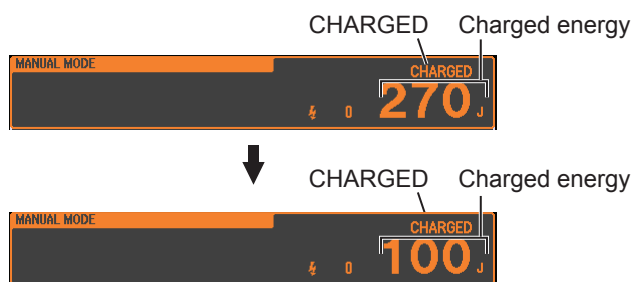 CHARGED Charged energy
MANUAL MODE
CHARGED
0 270 J
CHARGED Charged energy
MANUAL MODE
CHARGED
0 100 J